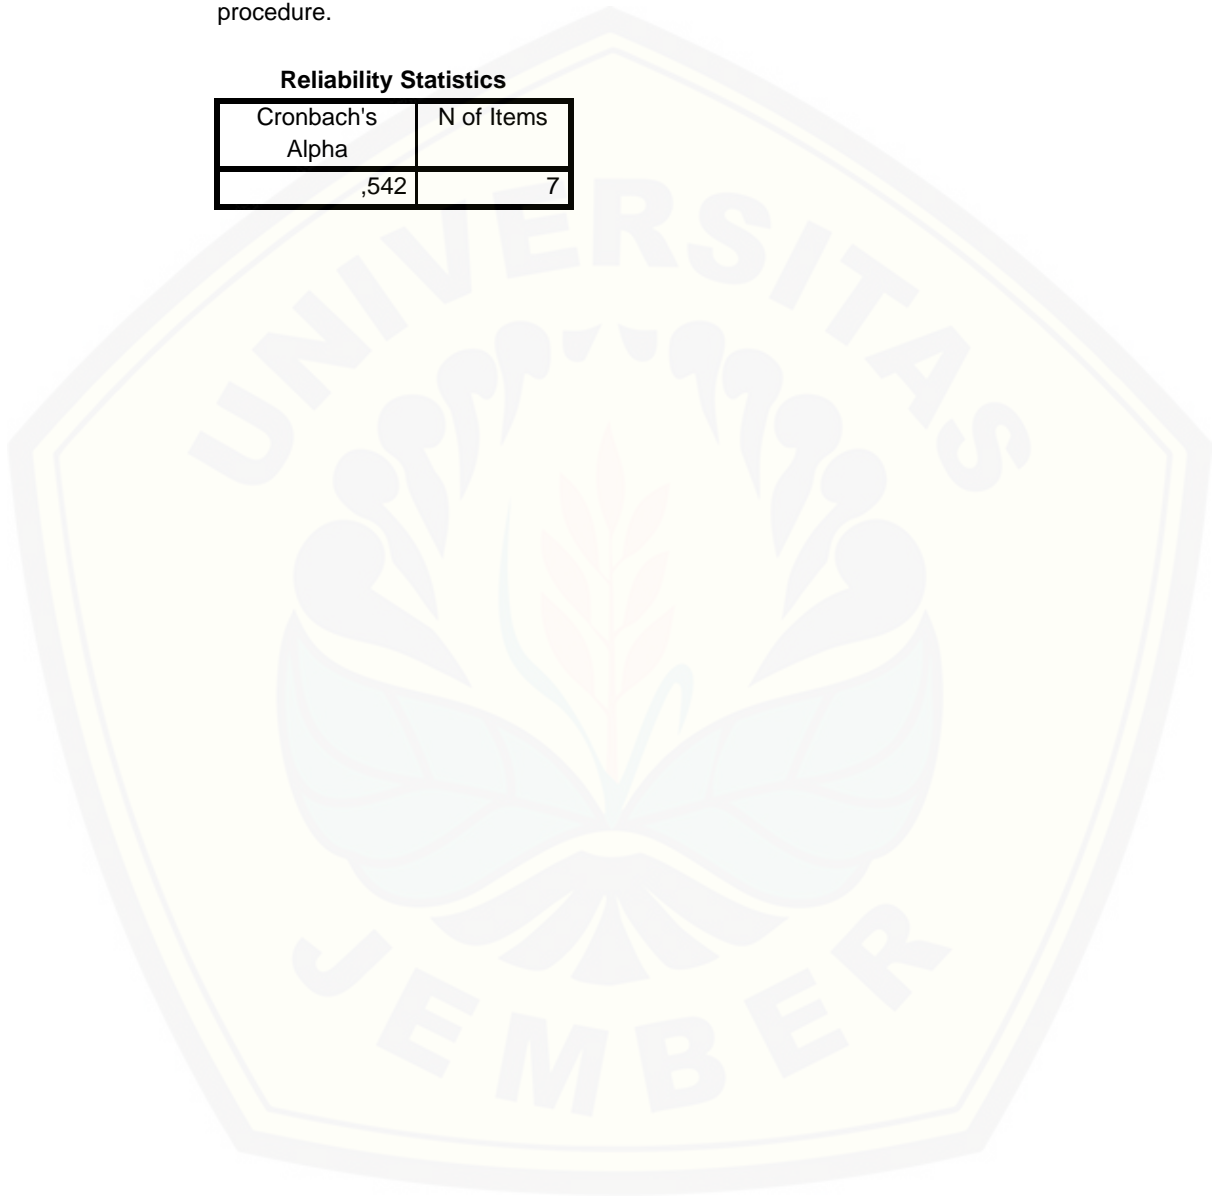 procedure.
Reliability Statistics
Cronbach's
Alpha
N of Items
,542
7
UNIVERSITAS
JEMBER